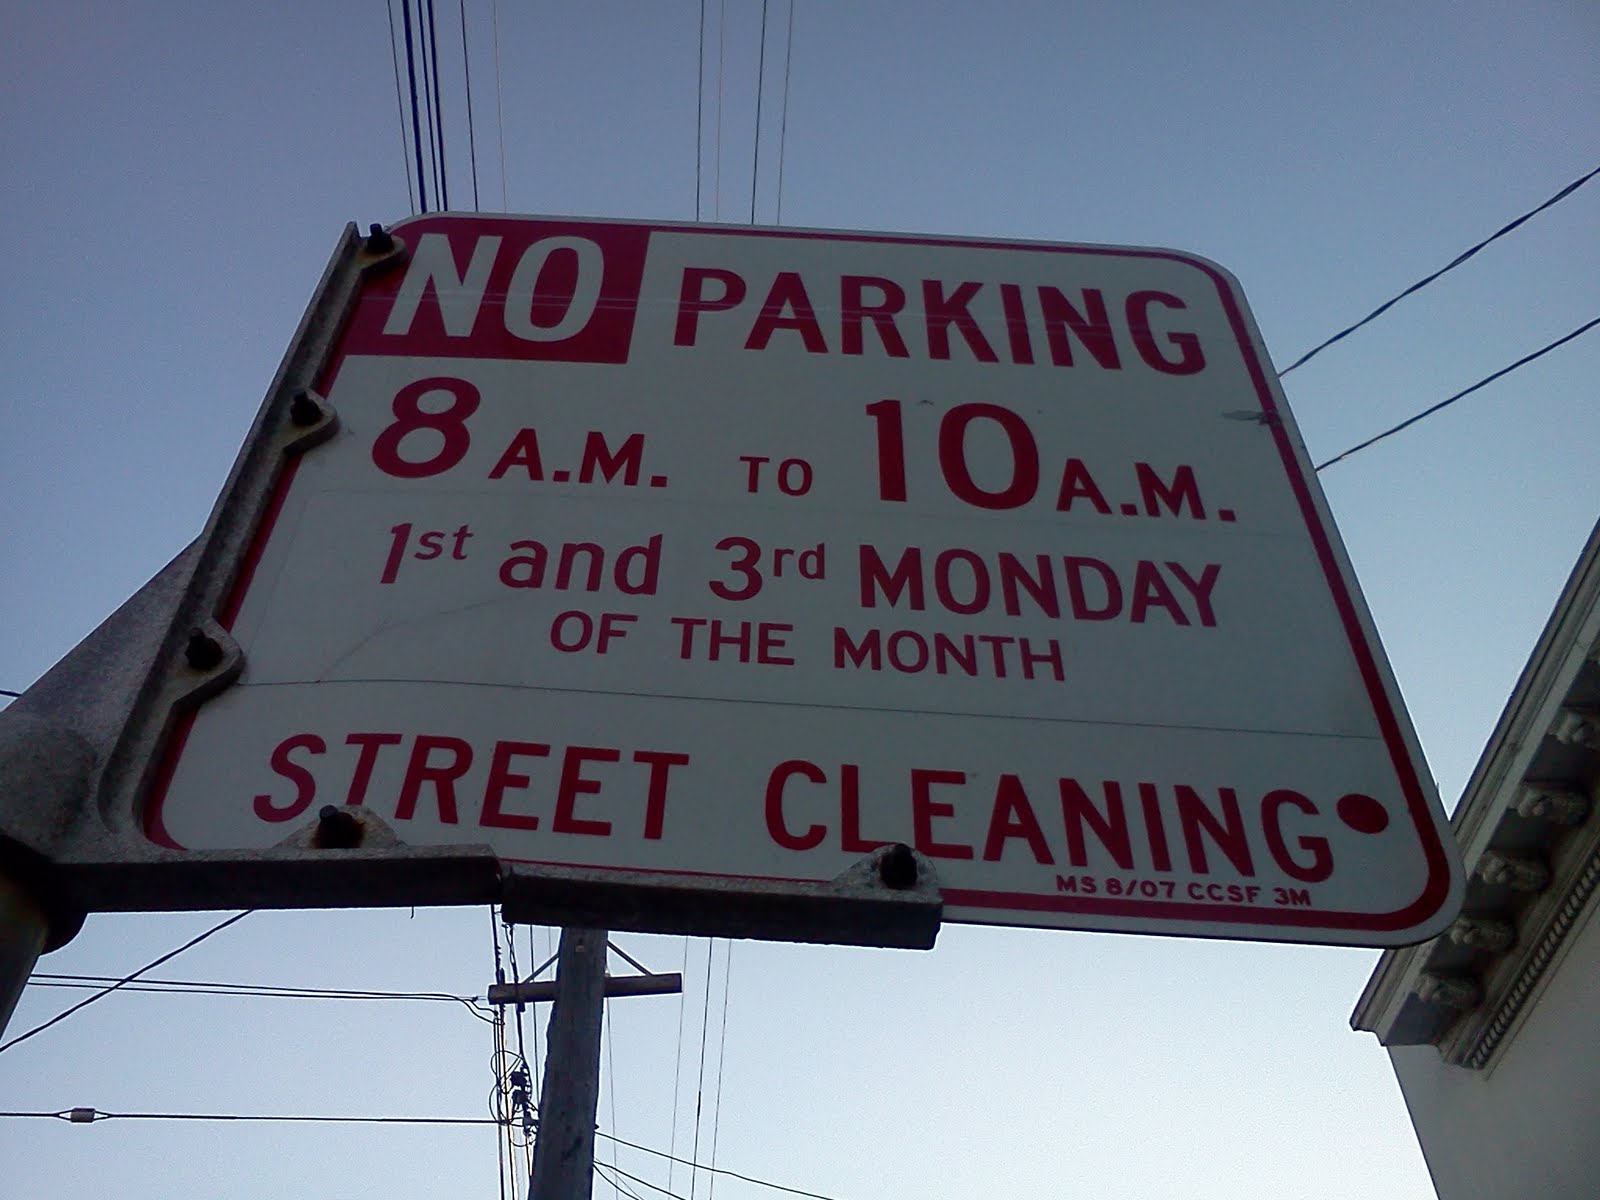 NO PARKING
8 A.M. TO 10 A.M.
1st and 3rd MONDAY
OF THE MONTH
STREET CLEANING
MS 8/07 CCSF 3M